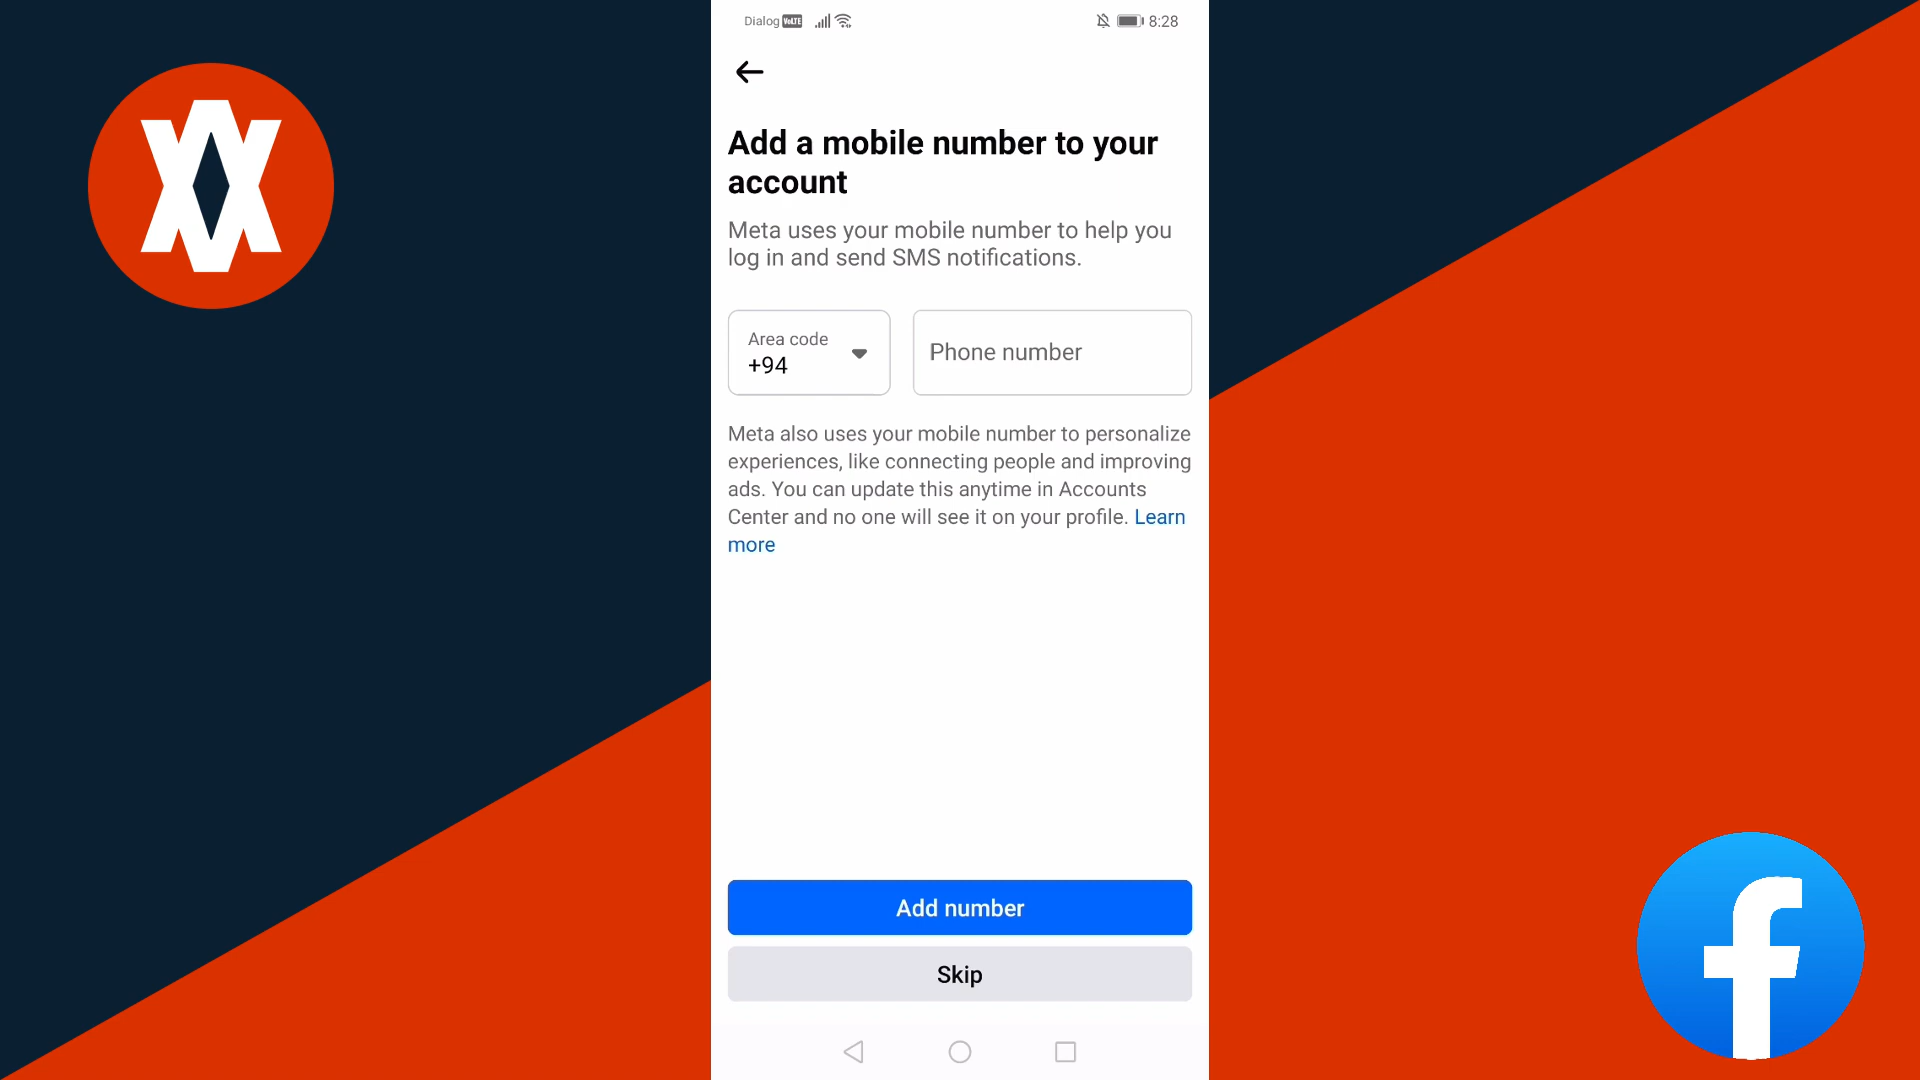 Dialog VoLTE 8:28
Add a mobile number to your
account
Meta uses your mobile number to help you
log in and send SMS notifications.
Area code
+94
Phone number
Meta also uses your mobile number to personalize
experiences, like connecting people and improving
ads. You can update this anytime in Accounts
Center and no one will see it on your profile. Learn
more
Add number
Skip